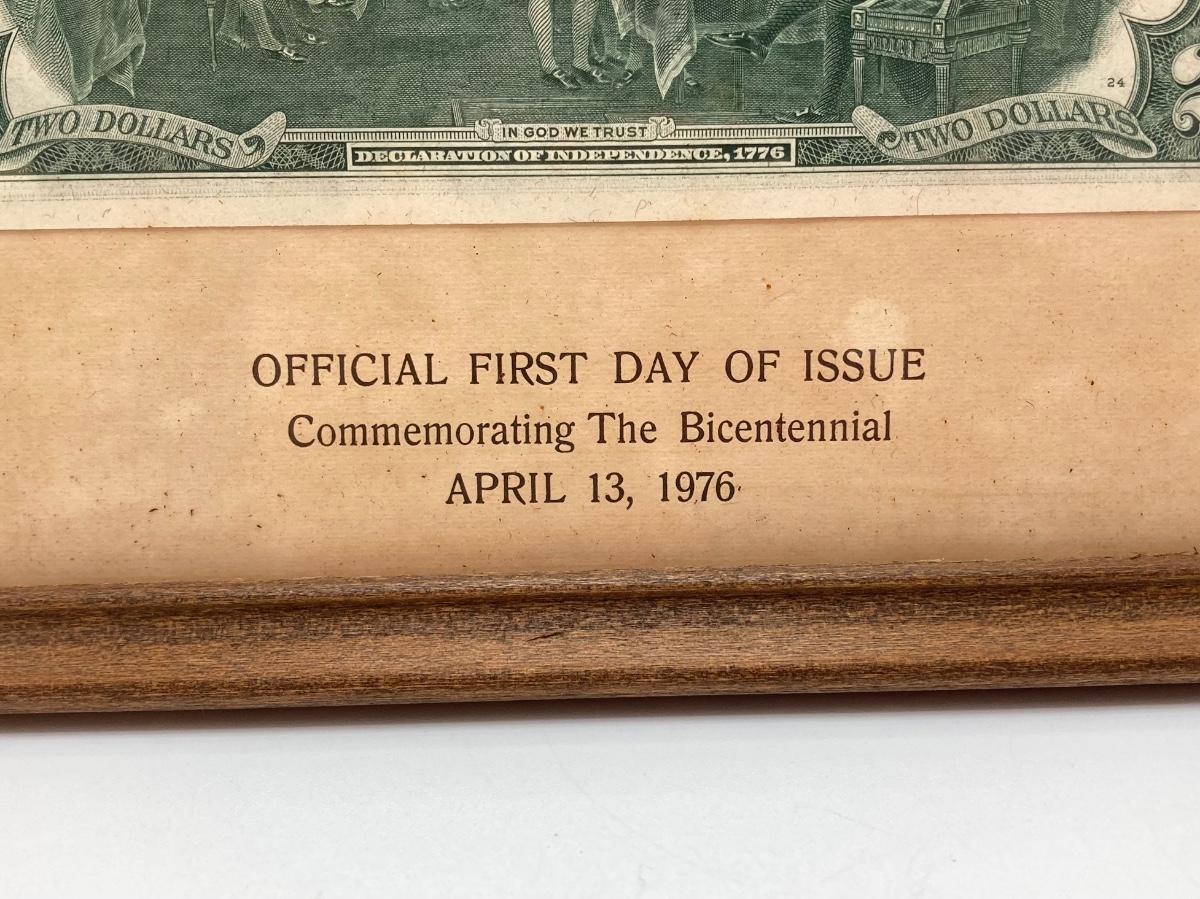 24
TWO DOLLARS
IN GOD WE TRUST
TWO DOLLARS
DECLARATION OF INDEPENDENCE, 1776
OFFICIAL FIRST DAY OF ISSUE
Commemorating The Bicentennial
APRIL 13, 1976